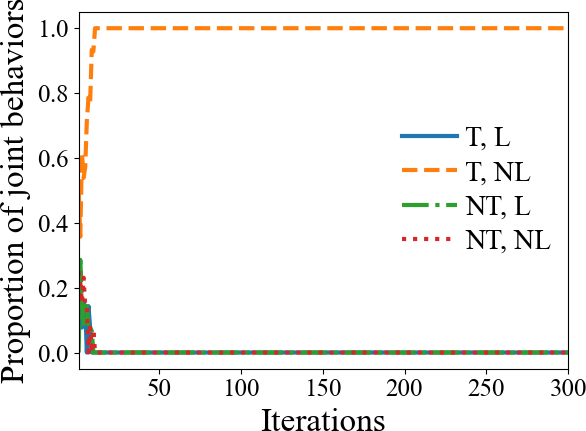 Proportion of joint behaviors
1.0
0.8
0.6
0.4
0.2
0.0
T, L
T, NL
NT, L
NT, NL
50
100
150
200
250
300
Iterations